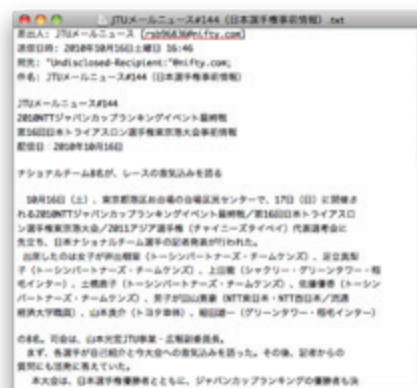 JTUメールニュース#144(日本選手権事前情報).txt
差出人: JTUメールニュース [rsb96836@nifty.com]
送信日時: 2010年10月16日土曜日 16:46
宛先: "Undisclosed-Recipient:"@nifty.com;
件名: JTUメールニュース#144(日本選手権事前情報)
JTUメールニュース#144
2010NTTジャパンカップランキングイベント最終戦
第16回日本トライアスロン選手権東京港大会事前情報
配信日:2010年10月16日
ナショナルチーム8名が、レースの意気込みを語る
10月16日(土)、東京都港区お台場の台場区民センターで、17日(日)に開催さ
れる2010NTTジャパンカップランキングイベント最終戦/第16回日本トライアスロ
ン選手権東京港大会/2011アジア選手権(チャイニーズタイペイ)代表選考会に
先立ち、日本ナショナルチーム選手の記者発表が行われた。
出席したのは女子が井出樹里(トーシンパートナーズ・チームケンズ)、足立真梨
子(トーシンパートナーズ・チームケンズ)、上田藍(シャクリー・グリーンタワー・稲
毛インター)、土橋茜子(トーシンパートナーズ・チームケンズ)、佐藤優香(トーシン
パートナーズ・チームケンズ)、男子が田山寛豪(NTT東日本・NTT西日本/流通
経済大学職員)、山本良介(トヨタ車体)、細田雄一(グリーンタワー・稲毛インター)
の8名。司会は、山本光宏JTU事業・広報副委員長。
まず、各選手が自己紹介と今大会への意気込みを語った。その後、記者からの
質問にも活発に答えていた。
本大会は、日本選手権優勝者とともに、ジャパンカップランキングの優勝者も決